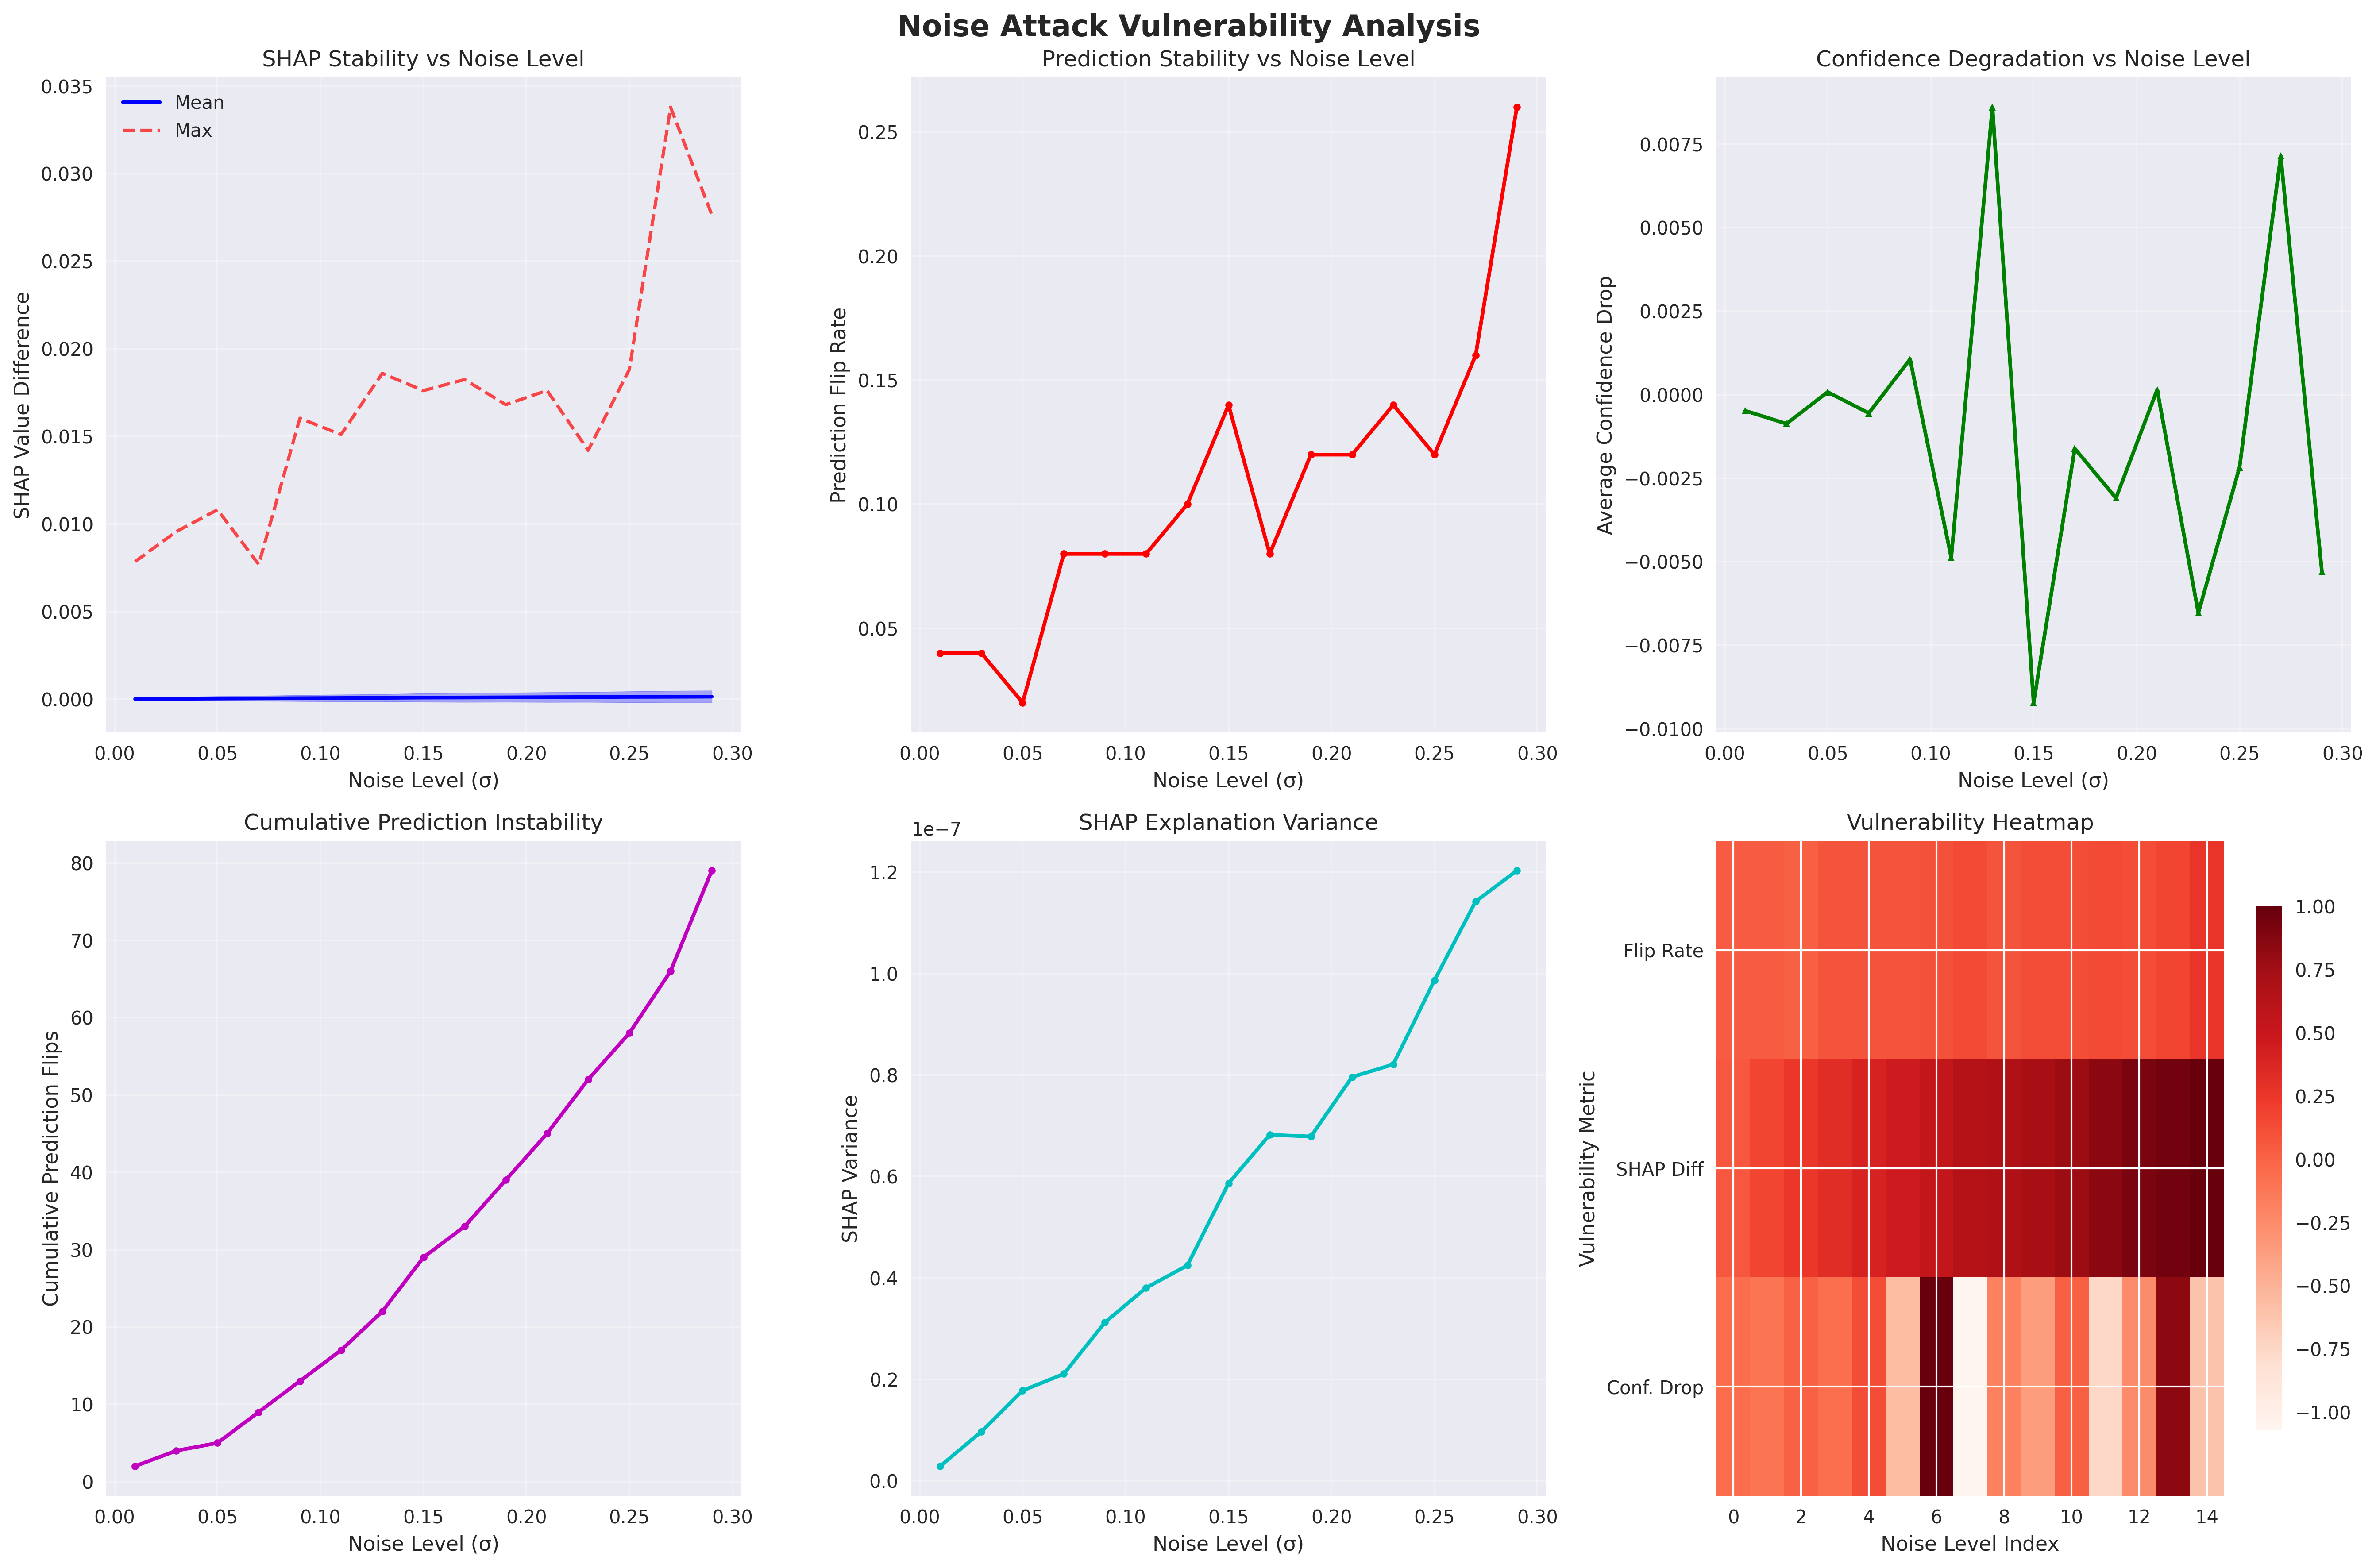 Noise Attack Vulnerability Analysis
SHAP Stability vs Noise Level
Mean
Max
SHAP Value Difference
0.035
0.030
0.025
0.020
0.015
0.010
0.005
0.000
0.00 0.05 0.10 0.15 0.20 0.25 0.30
Noise Level (σ)
Prediction Stability vs Noise Level
Prediction Flip Rate
0.25
0.20
0.15
0.10
0.05
0.00 0.05 0.10 0.15 0.20 0.25 0.30
Noise Level (σ)
Confidence Degradation vs Noise Level
Average Confidence Drop
0.0075
0.0050
0.0025
0.0000
−0.0025
−0.0050
−0.0075
−0.0100
0.00 0.05 0.10 0.15 0.20 0.25 0.30
Noise Level (σ)
Cumulative Prediction Instability
Cumulative Prediction Flips
80
70
60
50
40
30
20
10
0
0.00 0.05 0.10 0.15 0.20 0.25 0.30
Noise Level (σ)
SHAP Explanation Variance
1e−7
SHAP Variance
1.2
1.0
0.8
0.6
0.4
0.2
0.0
0.00 0.05 0.10 0.15 0.20 0.25 0.30
Noise Level (σ)
Vulnerability Heatmap
Vulnerability Metric
Flip Rate
SHAP Diff
Conf. Drop
0 2 4 6 8 10 12 14
Noise Level Index
1.00
0.75
0.50
0.25
0.00
−0.25
−0.50
−0.75
−1.00